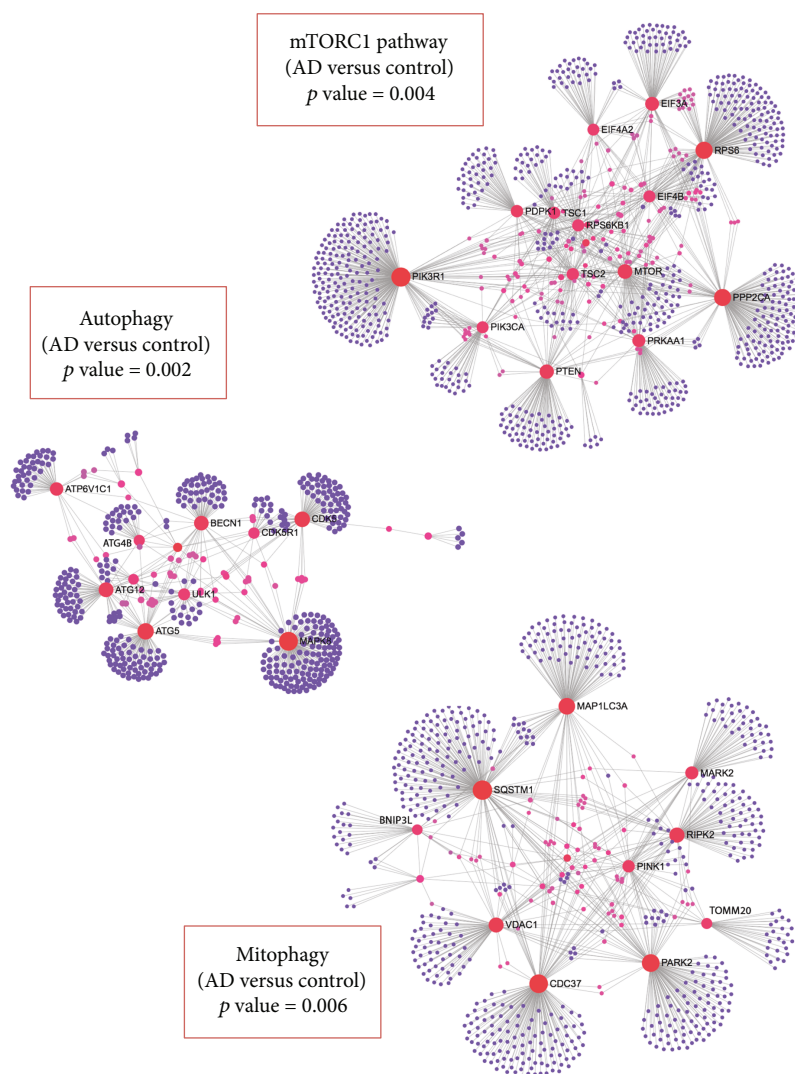 mTORC1 pathway
(AD versus control)
p value = 0.004
EIF3A
EIF4A2
RPS6
EIF4B
PDPK1
TSC1
RPS6KB1
PIK3R1
TSC2
MTOR
PPP2CA
PIK3CA
PRKAA1
PTEN
Autophagy
(AD versus control)
p value = 0.002
ATP6V1C1
BECN1
CDK5
CDK5R1
ATG4B
ATG12
ULK1
ATG5
MAPK8
MAP1LC3A
MARK2
SQSTM1
BNIP3L
RIPK2
PINK1
TOMM20
VDAC1
PARK2
CDC37
Mitophagy
(AD versus control)
p value = 0.006